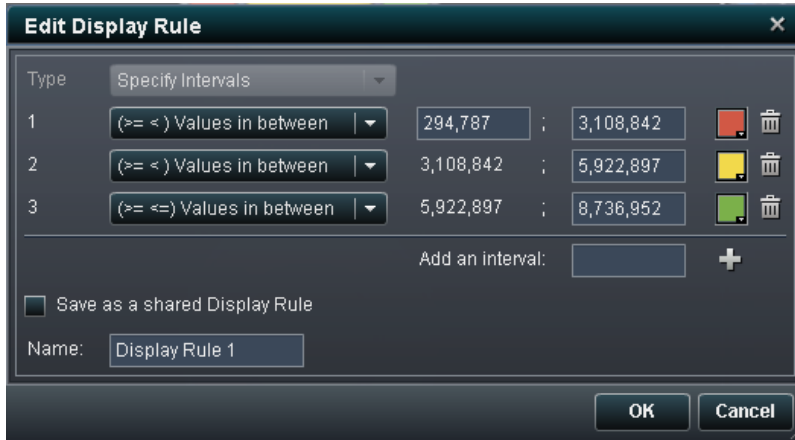 Edit Display Rule
Type Specify Intervals
1 (>= < ) Values in between 294,787 ; 3,108,842
2 (>= < ) Values in between 3,108,842 ; 5,922,897
3 (>= <=) Values in between 5,922,897 ; 8,736,952
Add an interval:
Save as a shared Display Rule
Name: Display Rule 1
OK Cancel